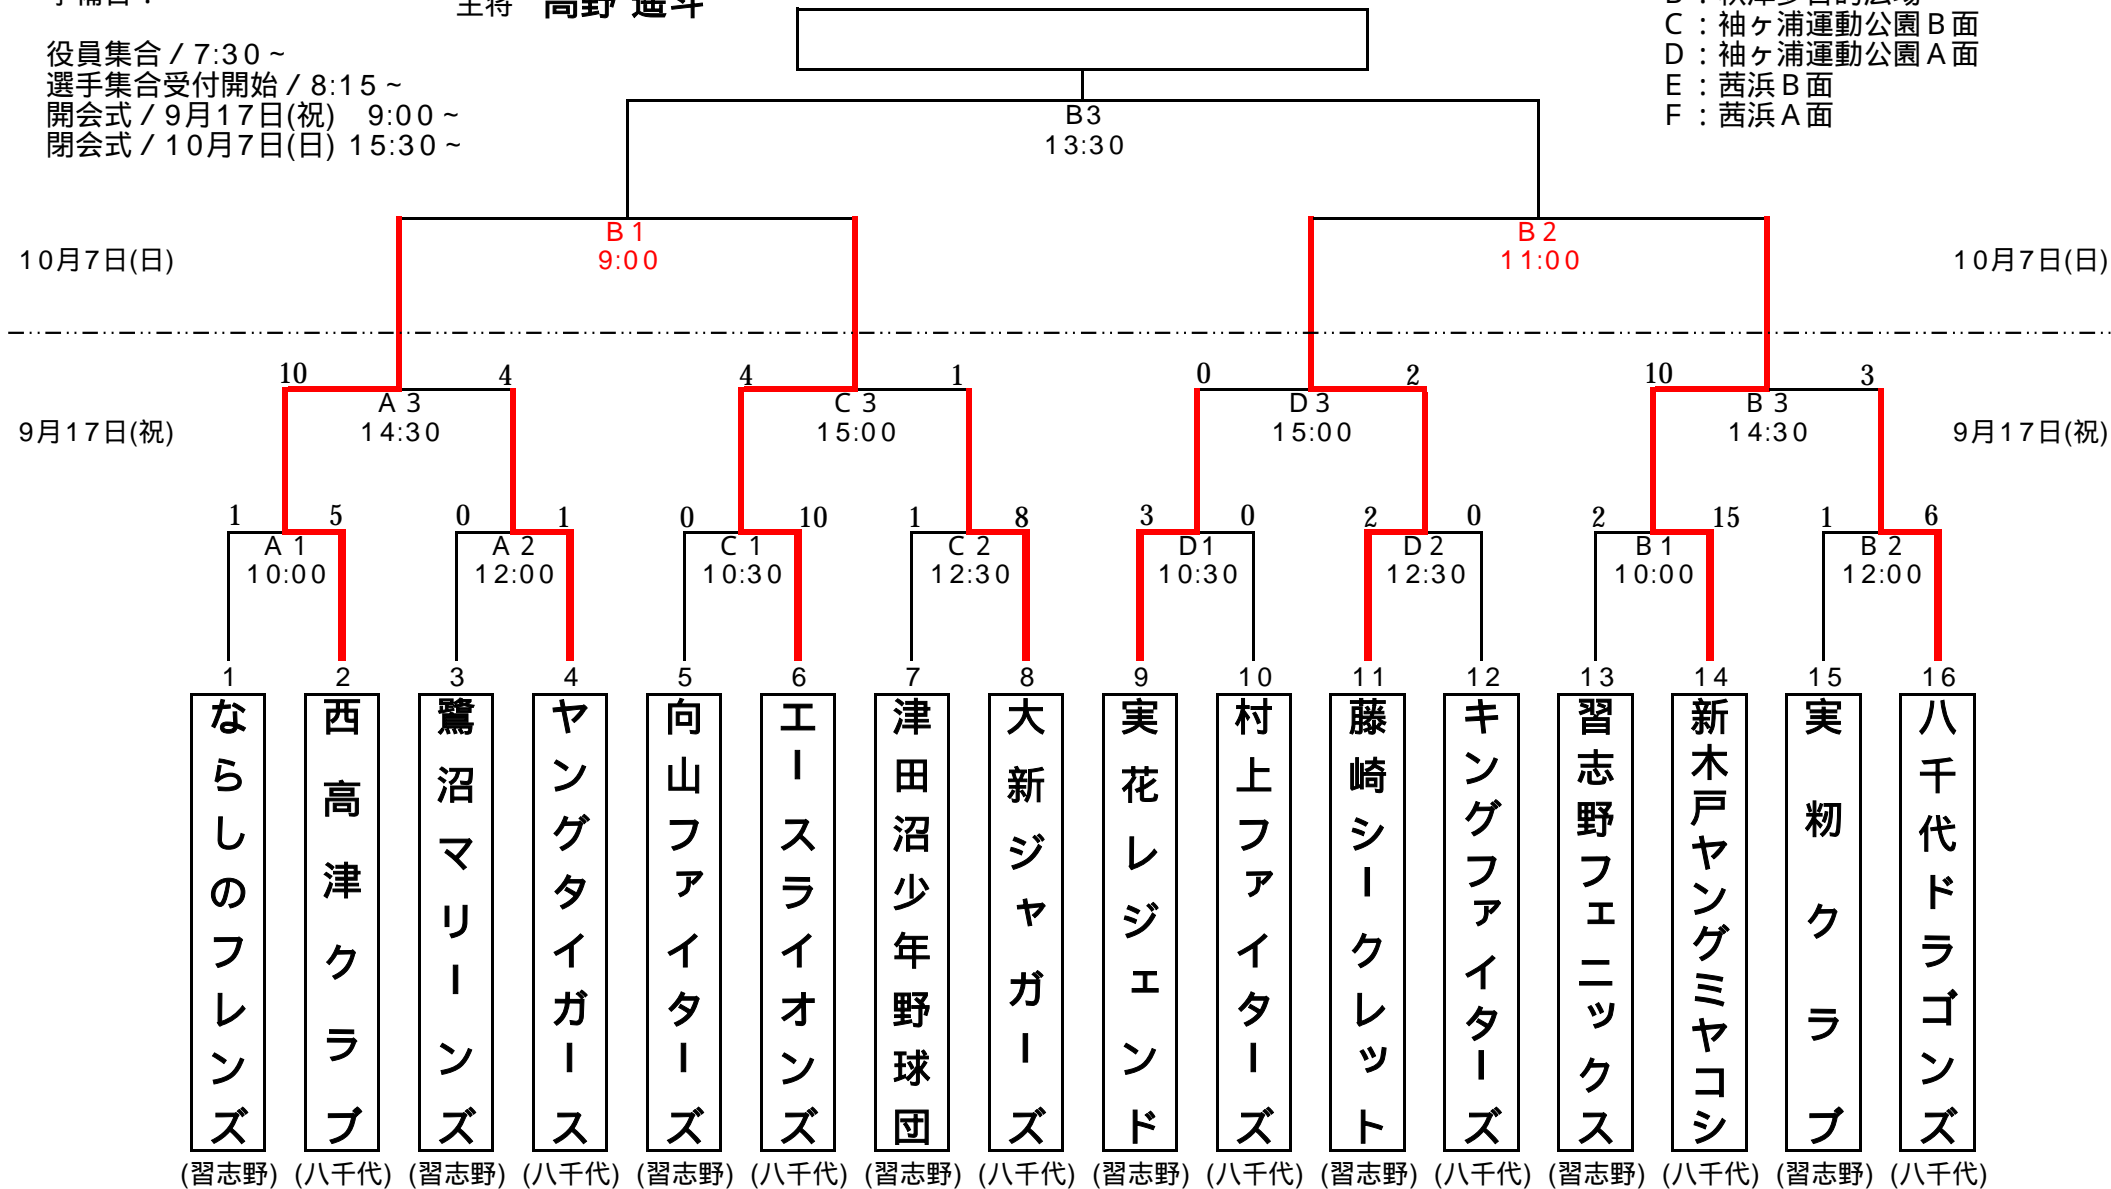 主将 高野 遥斗
役員集合 / 7:30 ~
選手集合受付開始 / 8:15 ~
開会式 / 9月17日(祝) 9:00 ~
閉会式 / 10月7日(日) 15:30 ~
C : 袖ヶ浦運動公園B面
D : 袖ヶ浦運動公園A面
E : 茜浜B面
F : 茜浜A面
B3
13:30
B1
9:00
B2
11:00
10月7日(日)
10月7日(日)
10 4 4 1 0 2 10 3
A3 C3 D3 B3
14:30 15:00 15:00 14:30
9月17日(祝)
9月17日(祝)
1 5 0 1 0 10 1 8 3 0 2 0 2 15 1 6
A1 A2 C1 C2 D1 D2 B1 B2
10:00 12:00 10:30 12:30 10:30 12:30 10:00 12:00
1 2 3 4 5 6 7 8 9 10 11 12 13 14 15 16
ならしのフレンズ
西高津クラブ
鷺沼マリーンズ
ヤングタイガース
向山ファイターズ
エースライオンズ
津田沼少年野球団
大新ジャガーズ
実花レジェンド
村上ファイターズ
藤崎シークレット
キングファイターズ
習志野フェニックス
新木戸ヤングミヤコシ
実籾クラブ
八千代ドラゴンズ
(習志野) (八千代) (習志野) (八千代) (習志野) (八千代) (習志野) (八千代) (習志野) (八千代) (習志野) (八千代) (習志野) (八千代) (習志野) (八千代)